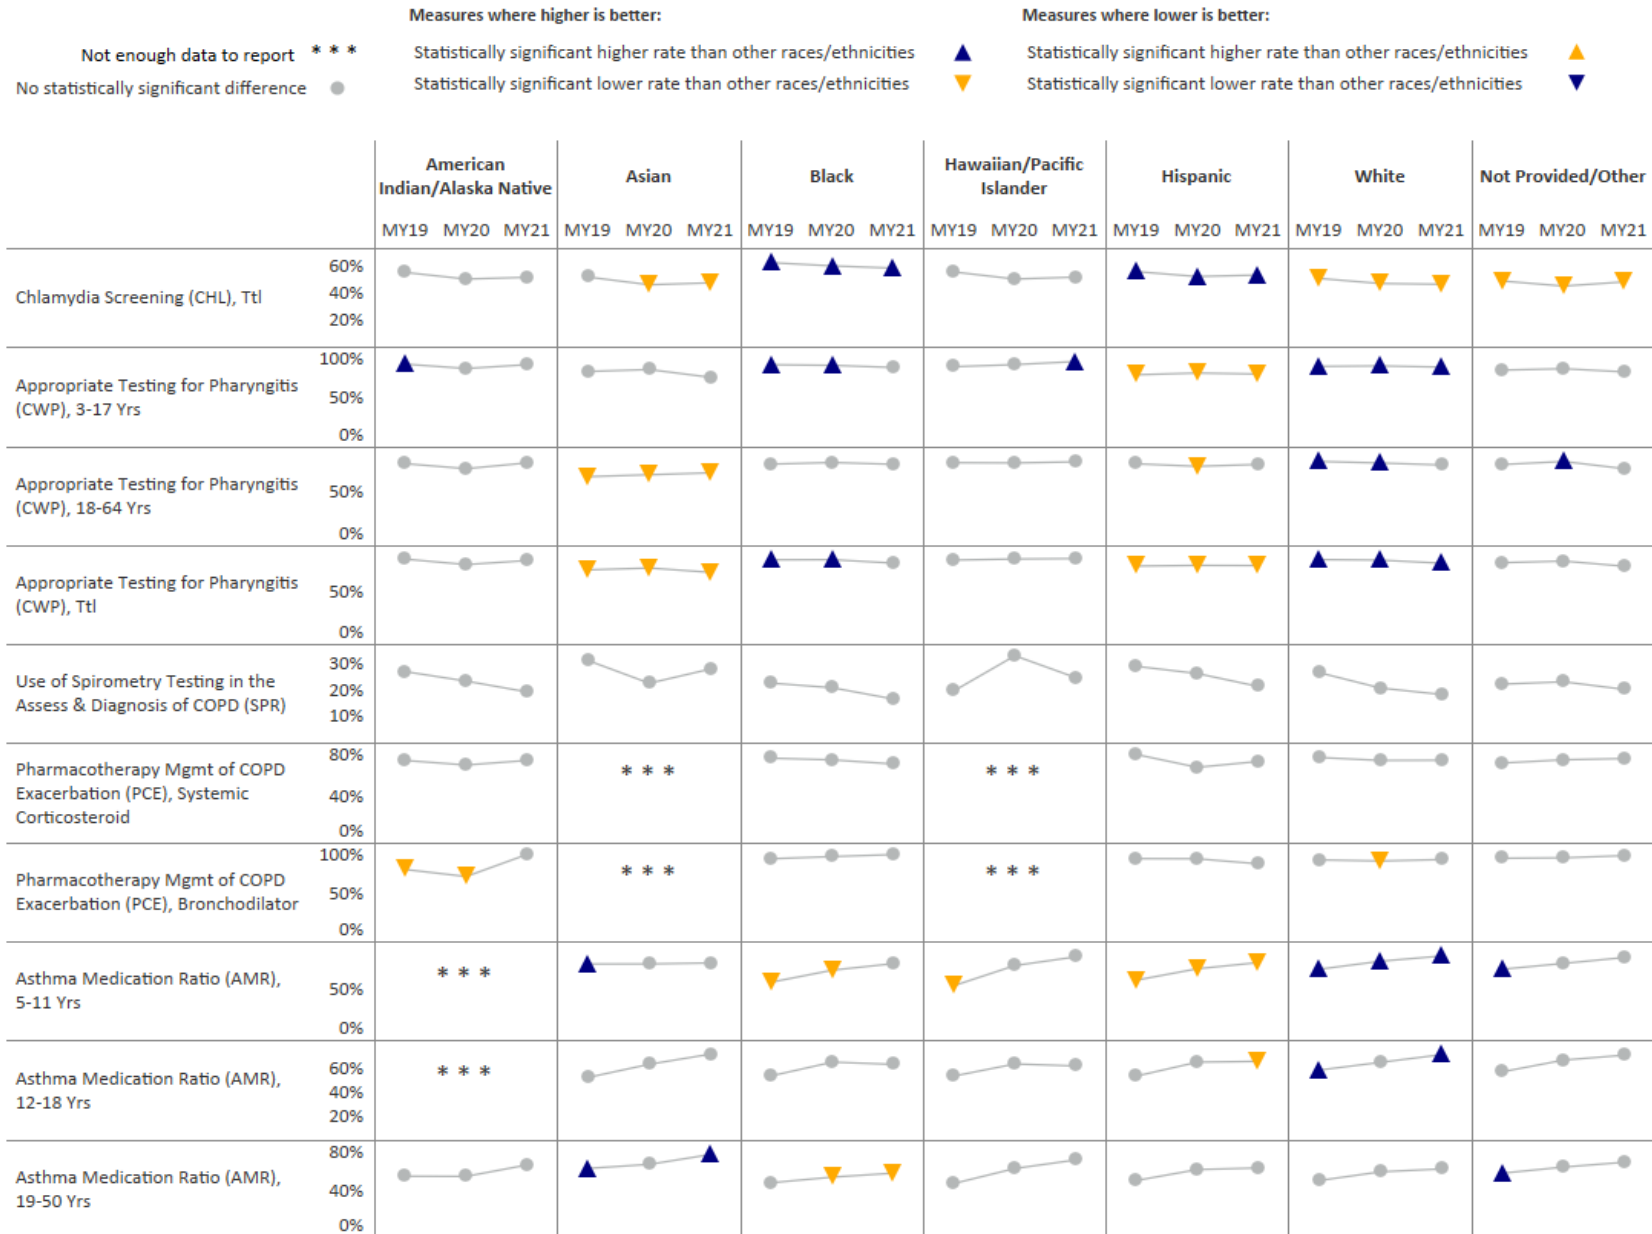 Measures where higher is better:
Measures where lower is better:
Not enough data to report * * *
Statistically significant higher rate than other races/ethnicities
Statistically significant higher rate than other races/ethnicities
No statistically significant difference
Statistically significant lower rate than other races/ethnicities
Statistically significant lower rate than other races/ethnicities
American
Indian/Alaska Native
Asian
Black
Hawaiian/Pacific
Islander
Hispanic
White
Not Provided/Other
MY19 MY20 MY21 MY19 MY20 MY21 MY19 MY20 MY21 MY19 MY20 MY21 MY19 MY20 MY21 MY19 MY20 MY21 MY19 MY20 MY21
Chlamydia Screening (CHL), Ttl
60%
40%
20%
Appropriate Testing for Pharyngitis
(CWP), 3-17 Yrs
100%
50%
0%
Appropriate Testing for Pharyngitis
(CWP), 18-64 Yrs
50%
0%
Appropriate Testing for Pharyngitis
(CWP), Ttl
50%
0%
Use of Spirometry Testing in the
Assess & Diagnosis of COPD (SPR)
30%
20%
10%
Pharmacotherapy Mgmt of COPD
Exacerbation (PCE), Systemic
Corticosteroid
80%
40%
0%
* * *
* * *
Pharmacotherapy Mgmt of COPD
Exacerbation (PCE), Bronchodilator
100%
50%
0%
* * *
* * *
Asthma Medication Ratio (AMR),
5-11 Yrs
50%
0%
* * *
Asthma Medication Ratio (AMR),
12-18 Yrs
60%
40%
20%
* * *
Asthma Medication Ratio (AMR),
19-50 Yrs
80%
40%
0%